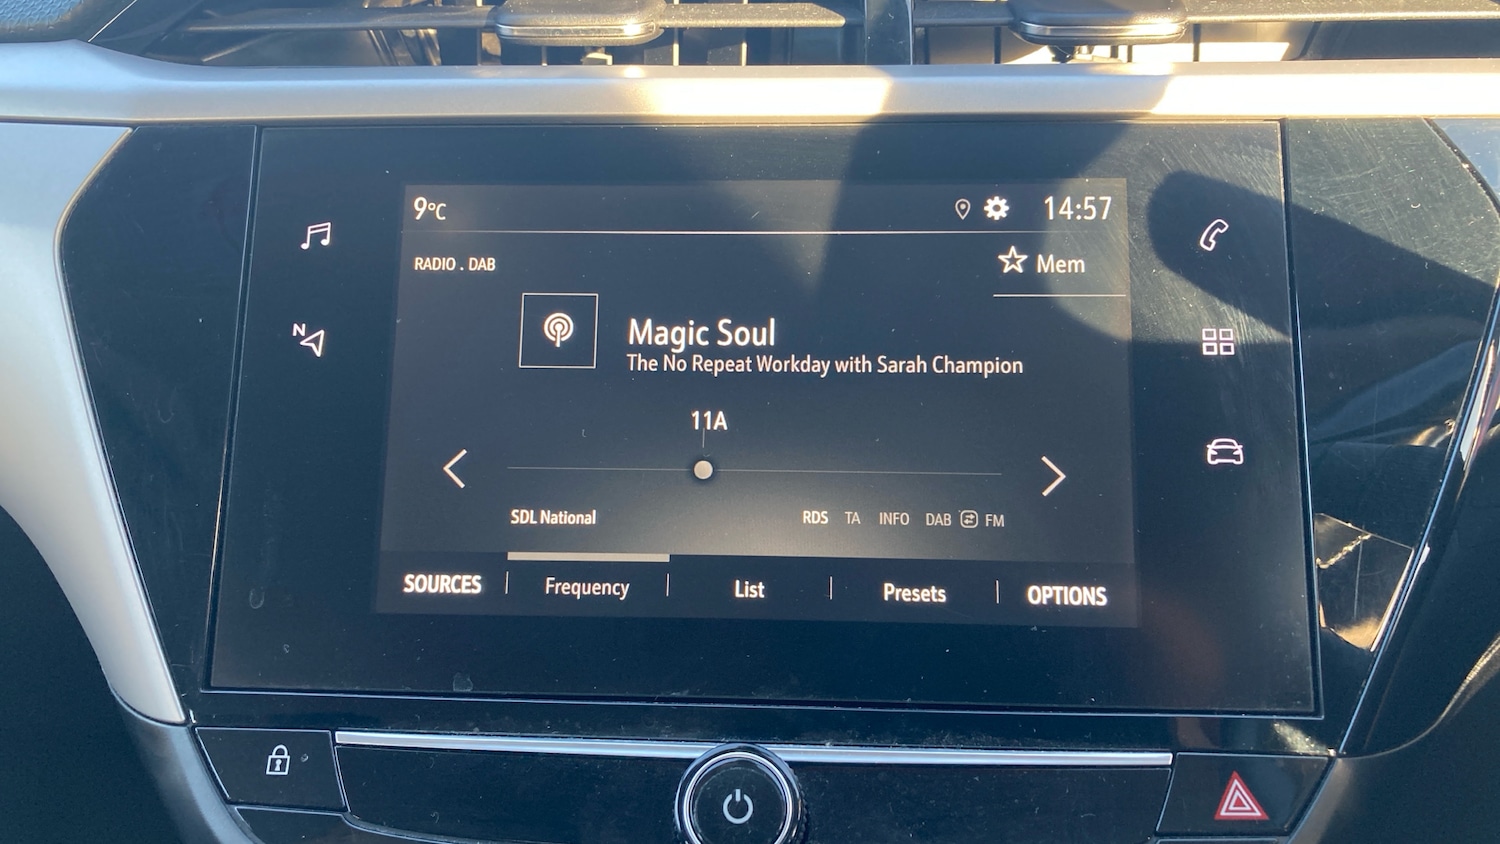 9°C
14:57
RADIO . DAB
Mem
N
Magic Soul
The No Repeat Workday with Sarah Champion
11A
SDL National
RDS TA INFO DAB FM
SOURCES Frequency List Presets OPTIONS